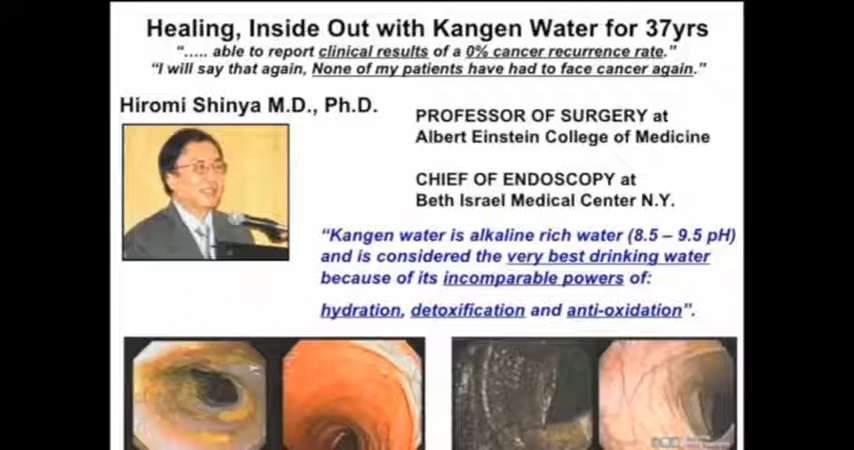 Healing, Inside Out with Kangen Water for 37yrs
“..... able to report clinical results of a 0% cancer recurrence rate.”
“I will say that again, None of my patients have had to face cancer again.”
Hiromi Shinya M.D., Ph.D.
PROFESSOR OF SURGERY at
Albert Einstein College of Medicine
CHIEF OF ENDOSCOPY at
Beth Israel Medical Center N.Y.
“Kangen water is alkaline rich water (8.5 – 9.5 pH)
and is considered the very best drinking water
because of its incomparable powers of:
hydration, detoxification and anti-oxidation”.